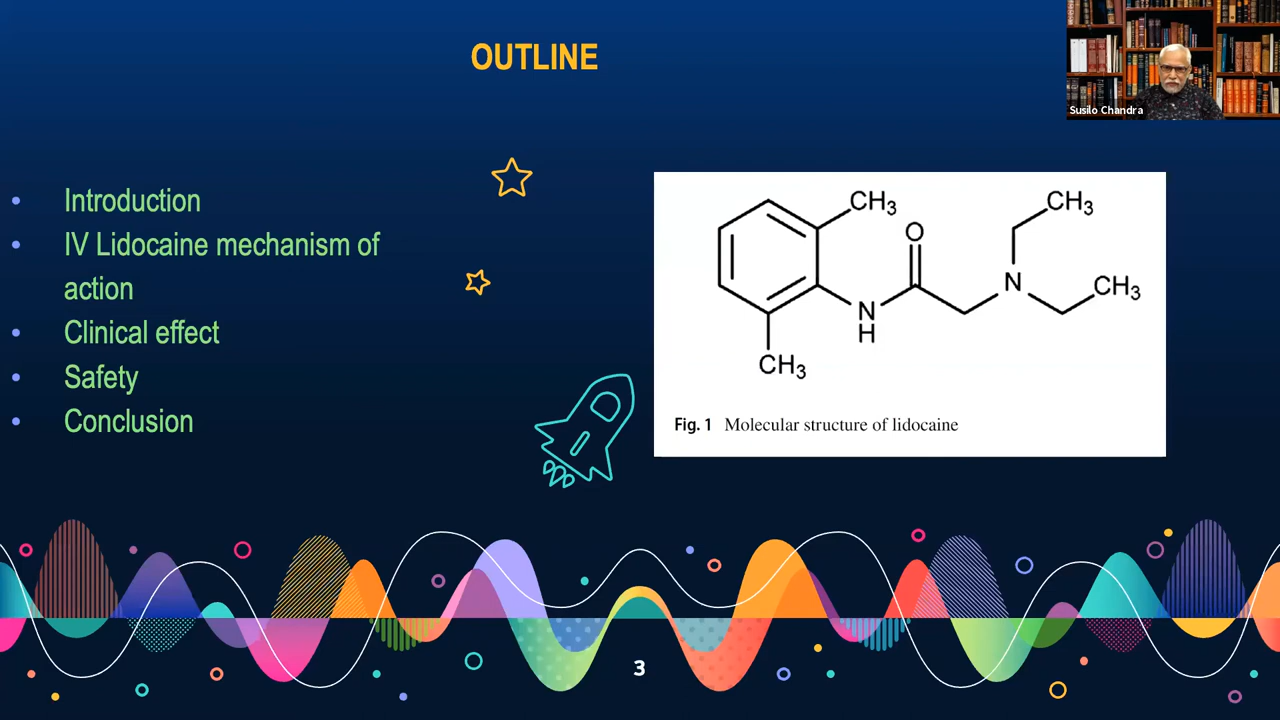 OUTLINE
Susilo Chandra
• Introduction
• IV Lidocaine mechanism of
action
• Clinical effect
• Safety
• Conclusion
CH3
O
CH3
N
CH3
N
H
CH3
Fig. 1 Molecular structure of lidocaine
3